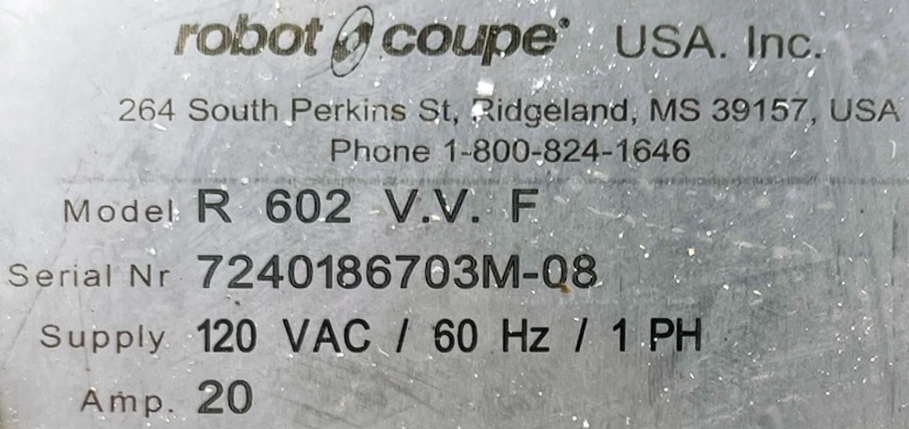 robot coupe® USA. Inc.
264 South Perkins St, Ridgeland, MS 39157, USA
Phone 1-800-824-1646
Model R 602 V.V. F
Serial Nr 7240186703M-08
Supply 120 VAC / 60 Hz / 1 PH
Amp. 20